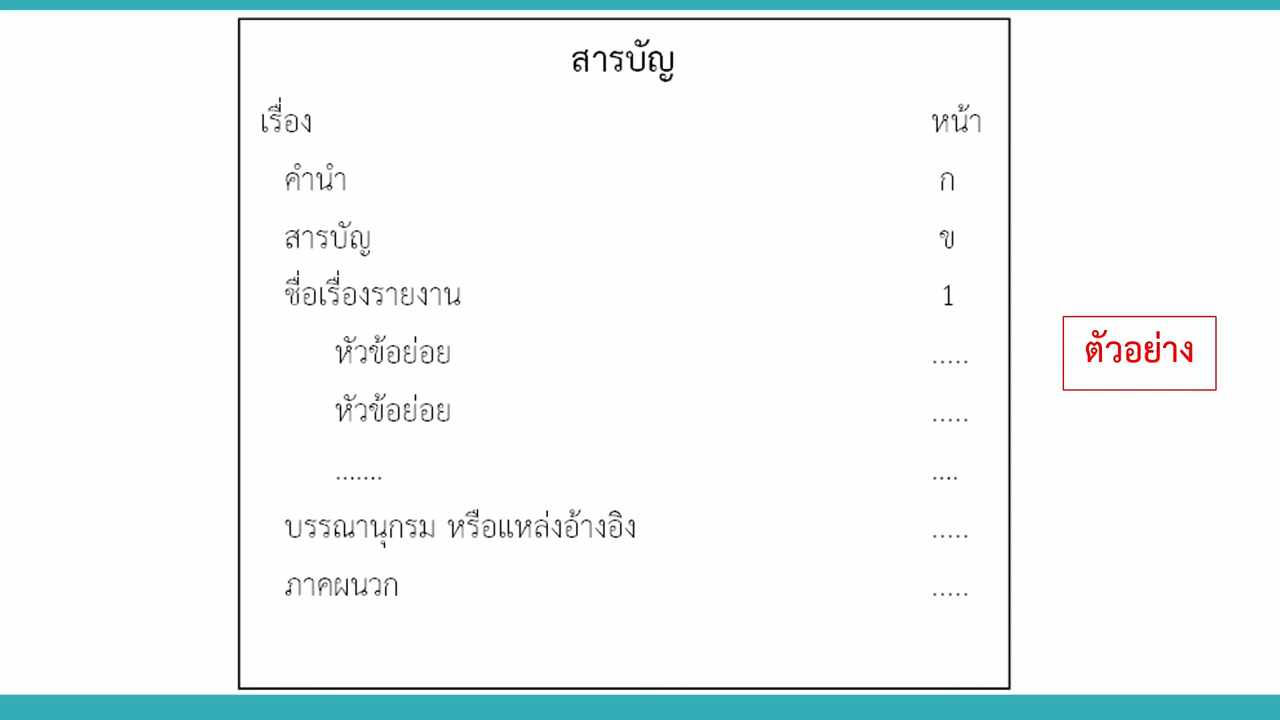 สารบัญ
เรื่อง หน้า
คำนำ ก
สารบัญ ข
ชื่อเรื่องรายงาน 1
หัวข้อย่อย .....
หัวข้อย่อย .....
....... ....
บรรณานุกรม หรือแหล่งอ้างอิง .....
ภาคผนวก .....
ตัวอย่าง